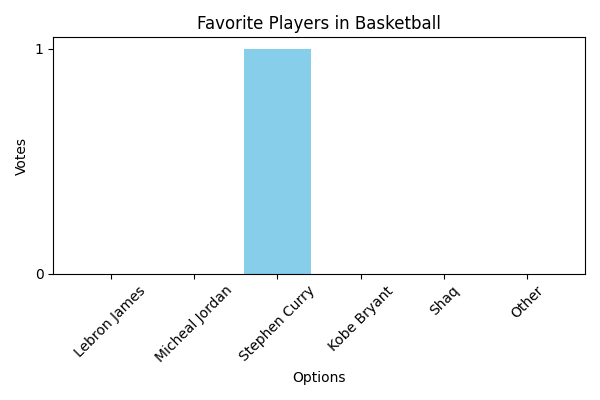 Favorite Players in Basketball
1
Votes
0
Lebron James
Micheal Jordan
Stephen Curry
Kobe Bryant
Shaq
Other
Options